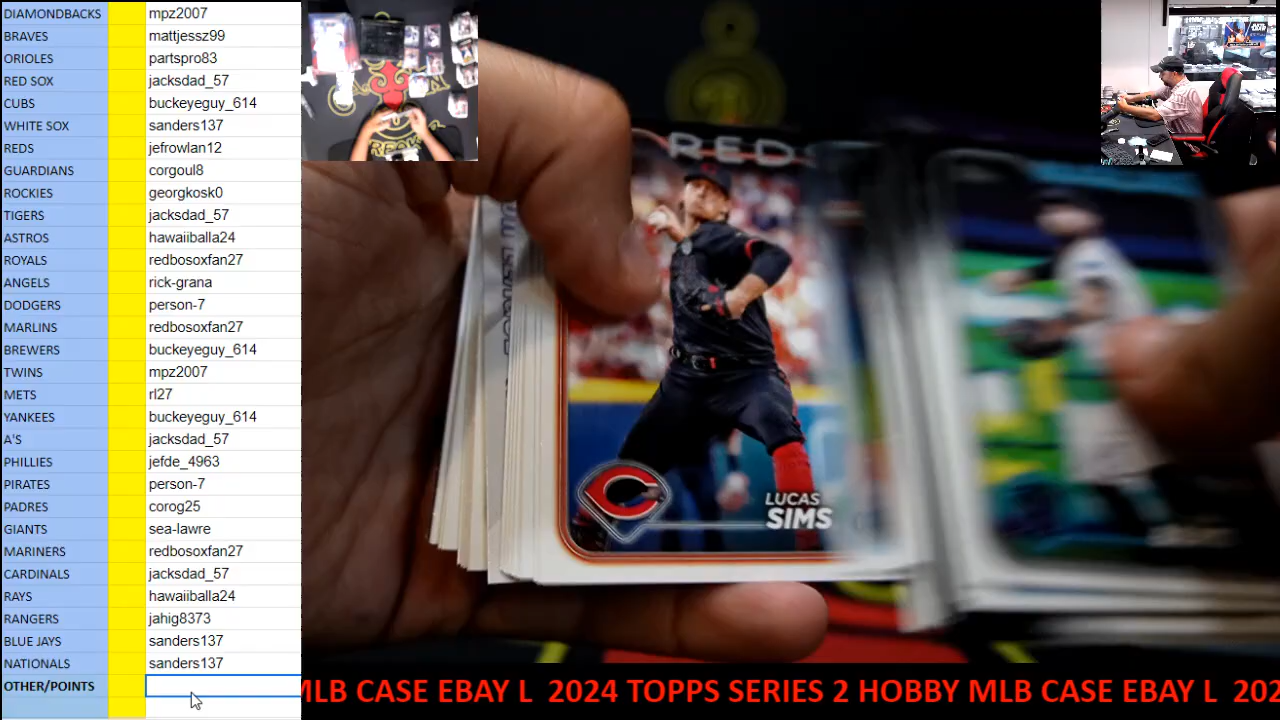 DIAMONDBACKS mpz2007
BRAVES mattjessz99
ORIOLES partspro83
RED SOX jacksdad_57
CUBS buckeyeguy_614
WHITE SOX sanders137
REDS jefrowlan12
GUARDIANS corgoul8
ROCKIES georgkosk0
TIGERS jacksdad_57
ASTROS hawaiiballa24
ROYALS redbosoxfan27
ANGELS rick-grana
DODGERS person-7
MARLINS redbosoxfan27
BREWERS buckeyeguy_614
TWINS mpz2007
METS rl27
YANKEES buckeyeguy_614
A'S jacksdad_57
PHILLIES jefde_4963
PIRATES person-7
PADRES corog25
GIANTS sea-lawre
MARINERS redbosoxfan27
CARDINALS jacksdad_57
RAYS hawaiiballa24
RANGERS jahig8373
BLUE JAYS sanders137
NATIONALS sanders137
OTHER/POINTS
REDS
LUCAS
SIMS
MLB CASE EBAY L 2024 TOPPS SERIES 2 HOBBY MLB CASE EBAY L 202